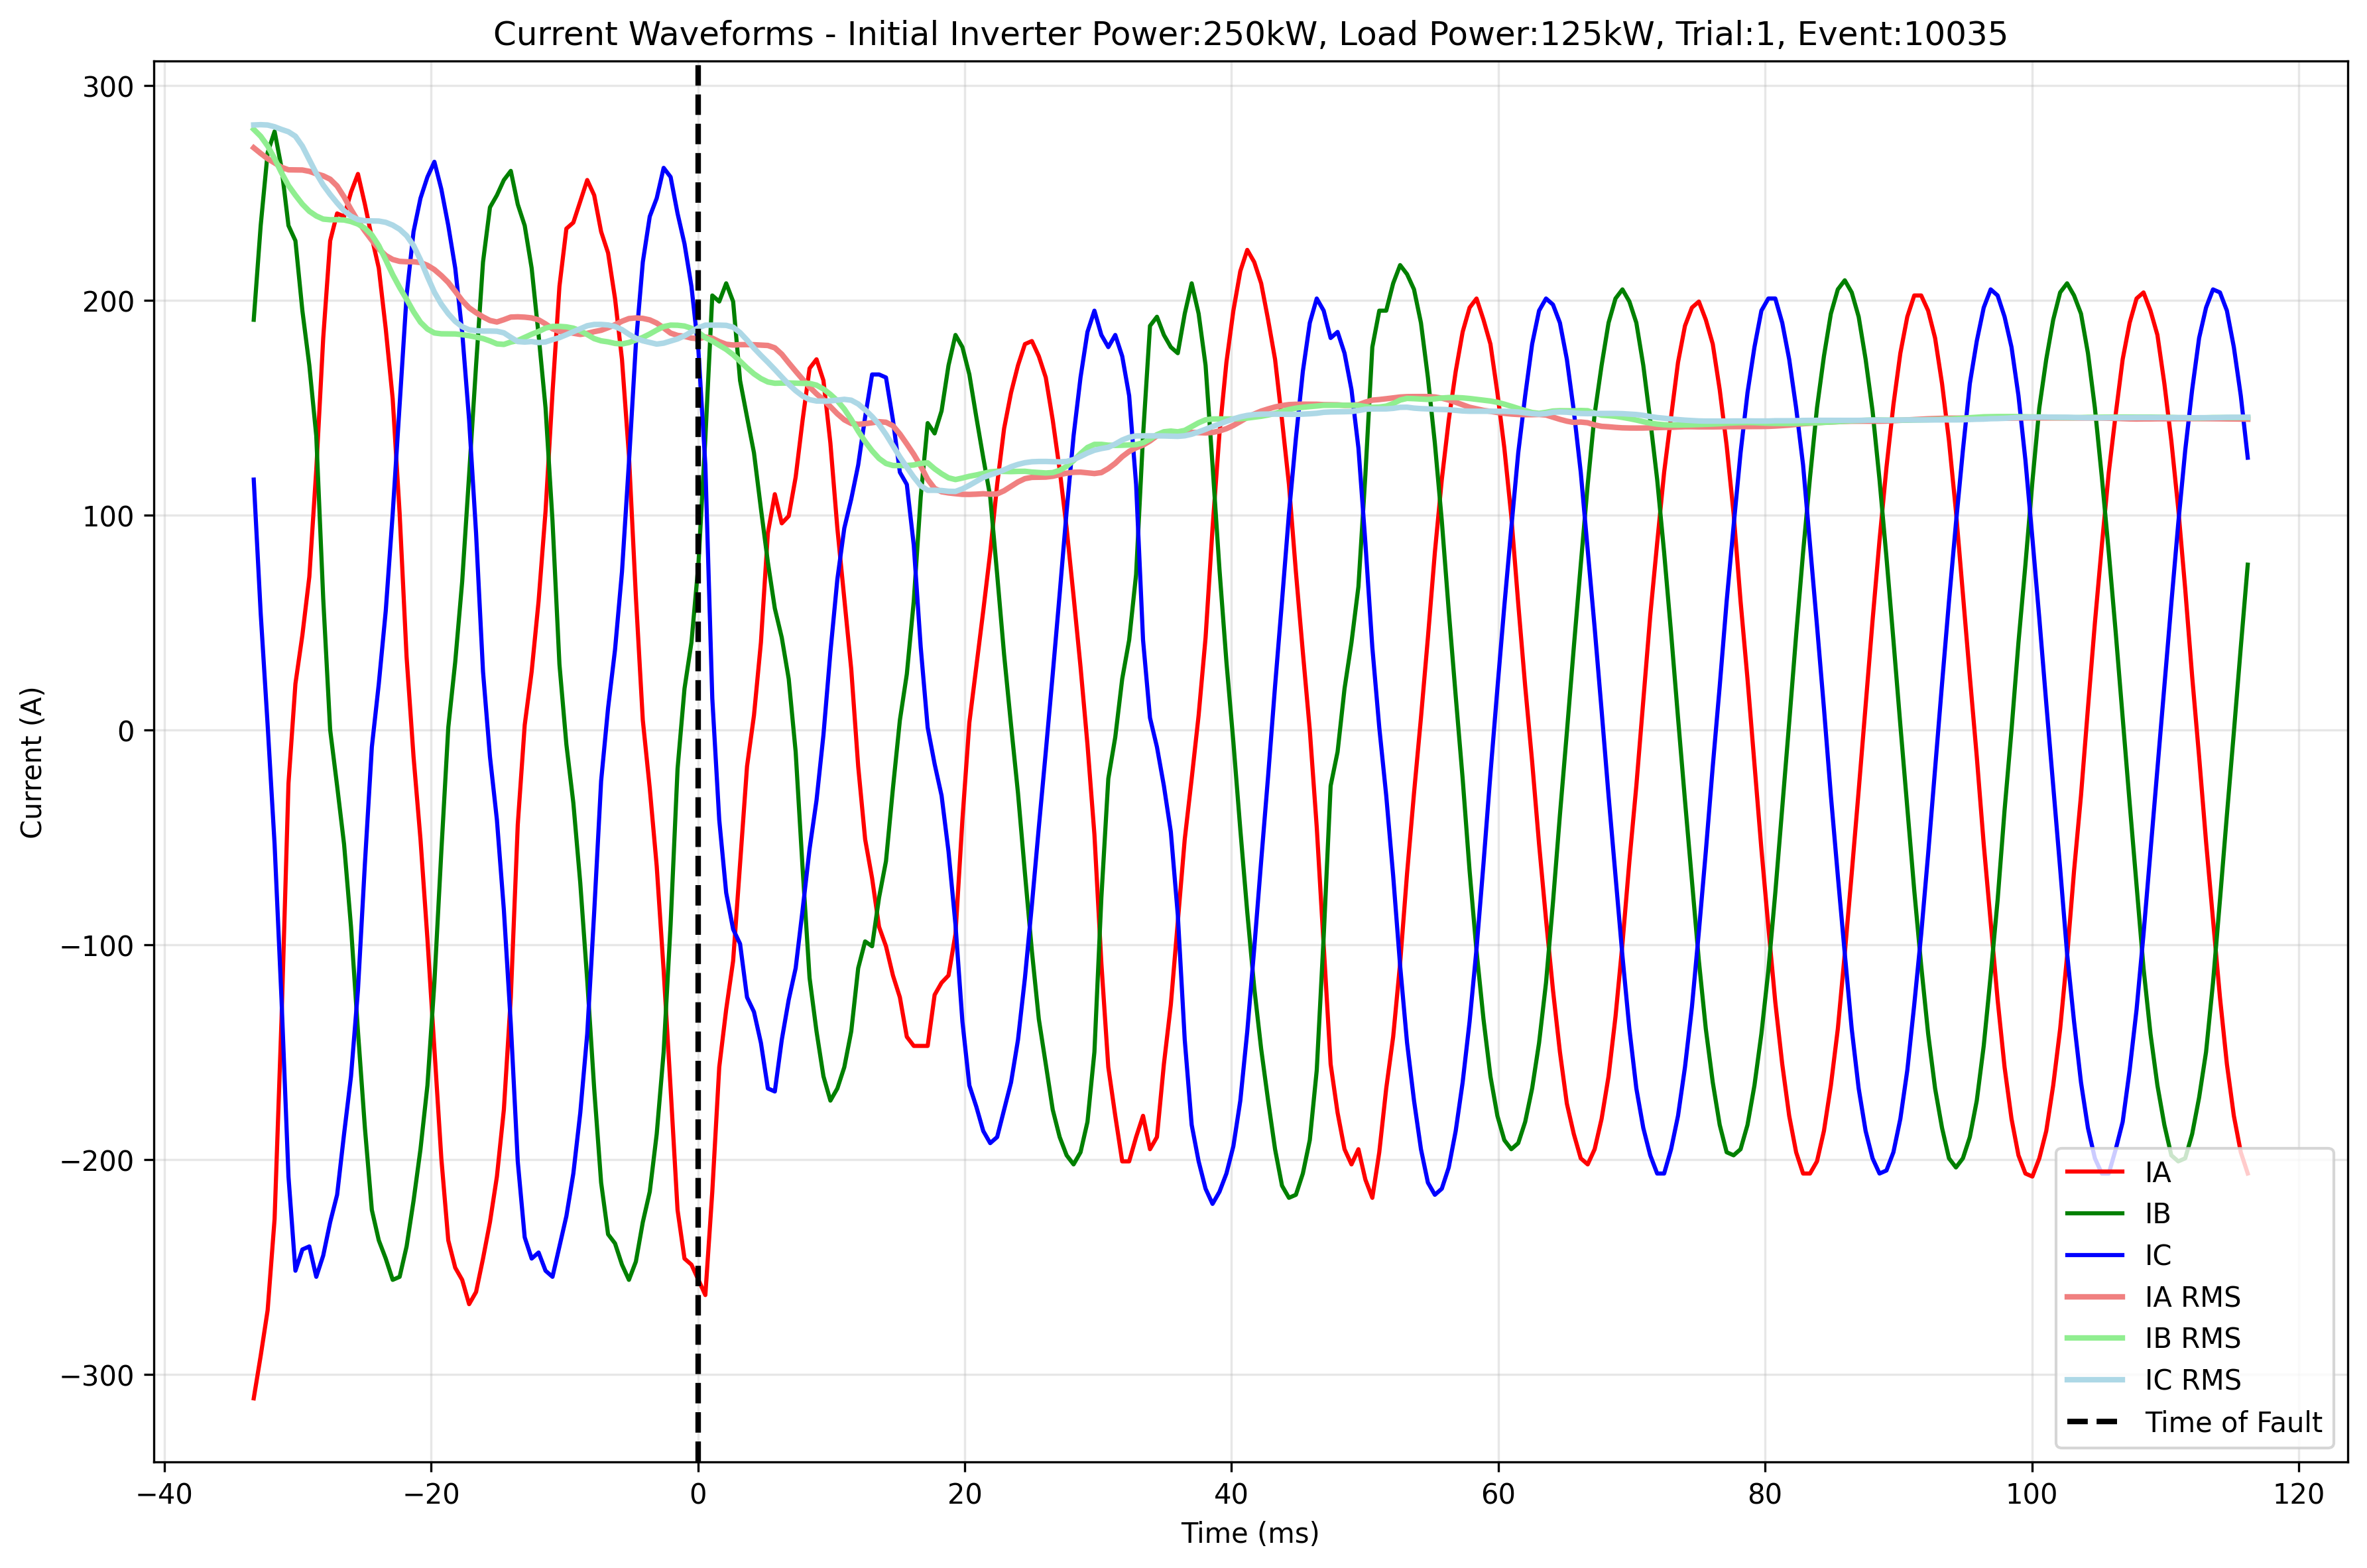 Current Waveforms - Initial Inverter Power:250kW, Load Power:125kW, Trial:1, Event:10035
Current (A)
300
200
100
0
−100
−200
−300
−40
−20
0
20
40
60
80
100
120
Time (ms)
IA
IB
IC
IA RMS
IB RMS
IC RMS
Time of Fault